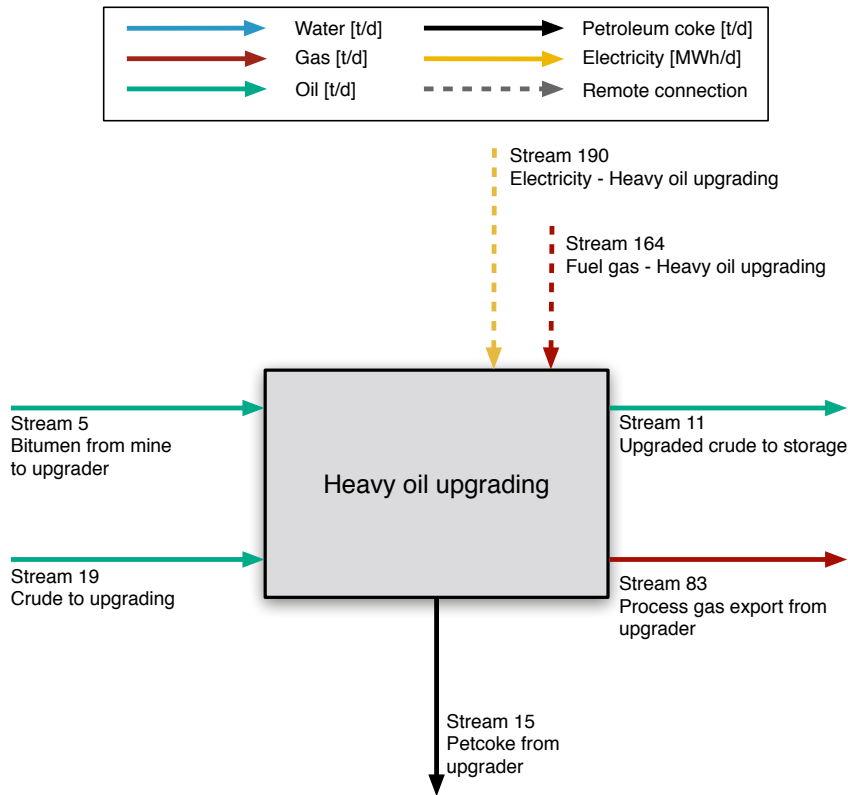 Water [t/d]
Petroleum coke [t/d]
Gas [t/d]
Electricity [MWh/d]
Oil [t/d]
Remote connection
Stream 190
Electricity - Heavy oil upgrading
Stream 164
Fuel gas - Heavy oil upgrading
Stream 5
Bitumen from mine
to upgrader
Stream 11
Upgraded crude to storage
Heavy oil upgrading
Stream 19
Crude to upgrading
Stream 83
Process gas export from
upgrader
Stream 15
Petcoke from
upgrader